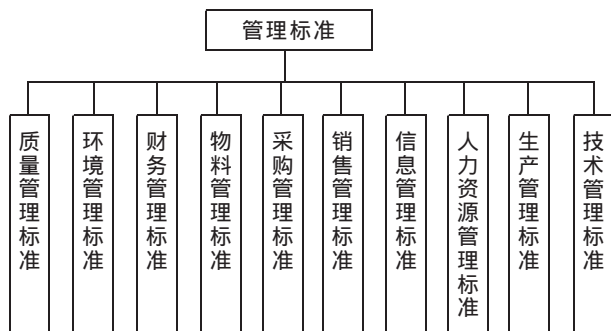 管理标准
质量管理标准
环境管理标准
财务管理标准
物料管理标准
采购管理标准
销售管理标准
信息管理标准
人力资源管理标准
生产管理标准
技术管理标准